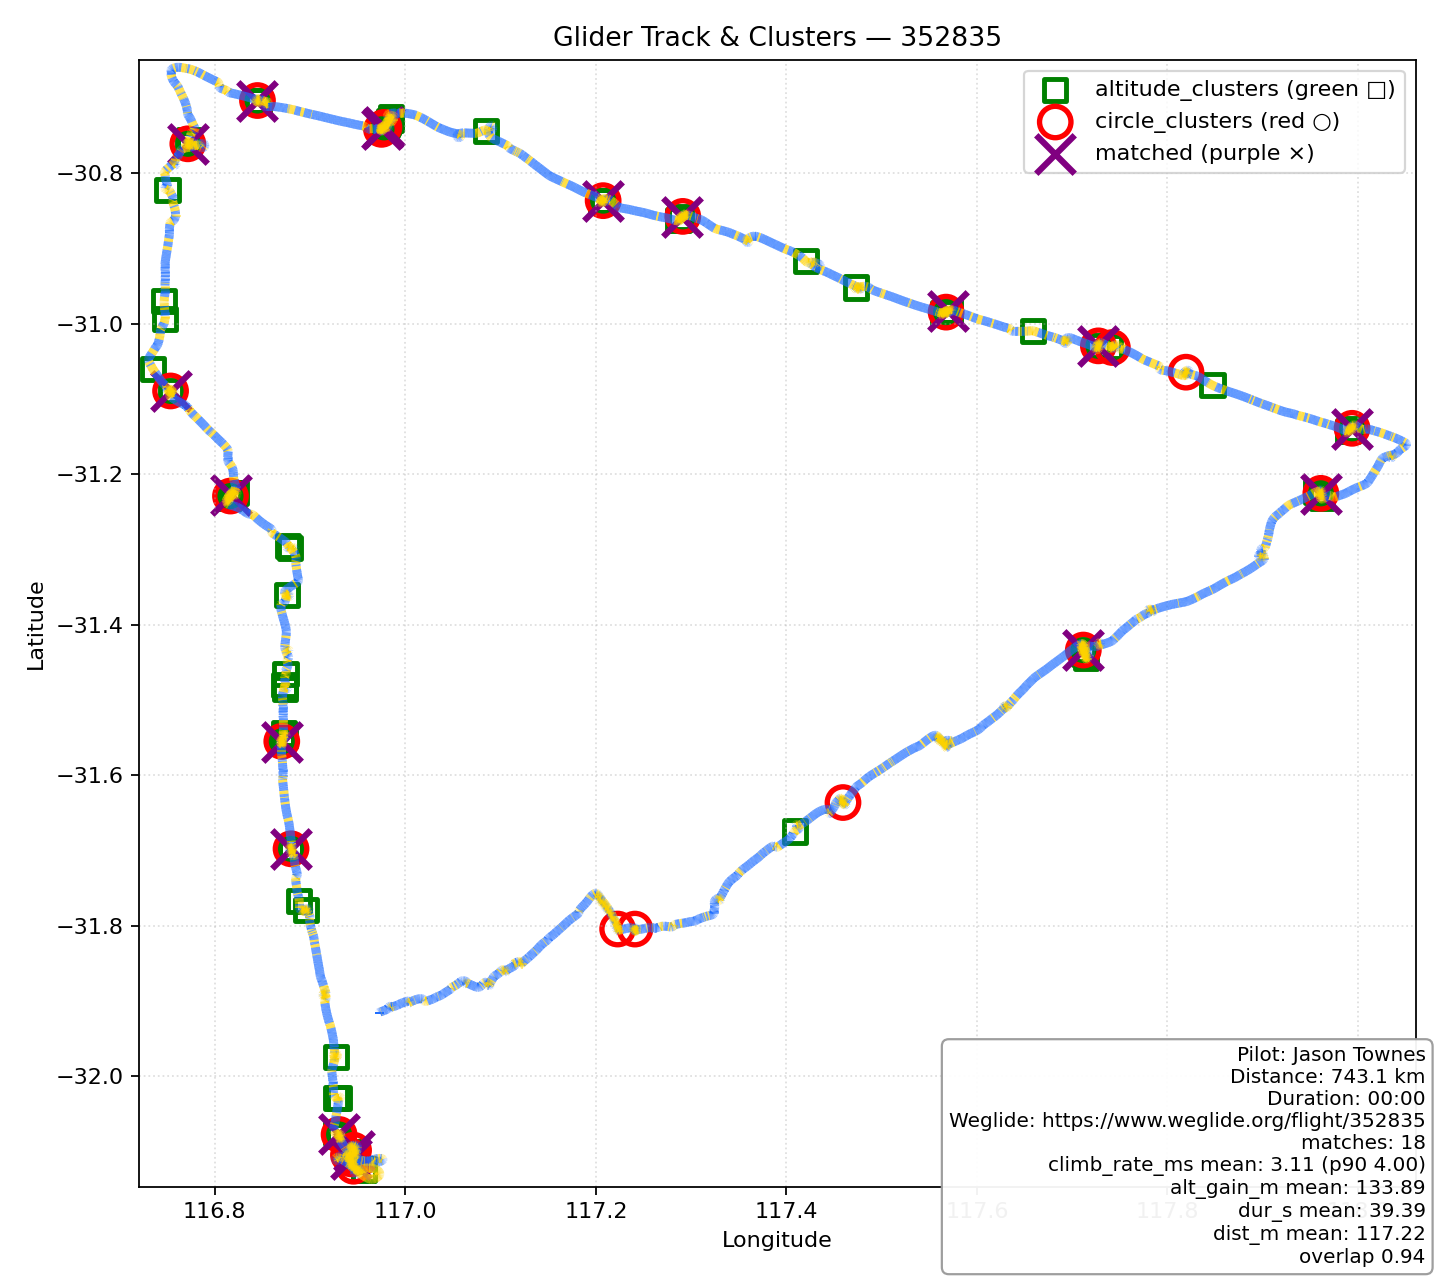 Glider Track & Clusters — 352835
altitude_clusters (green □)
circle_clusters (red ○)
matched (purple ×)
−30.8
−31.0
−31.2
−31.4
−31.6
−31.8
−32.0
Latitude
116.8
117.0
117.2
117.4
117.6
117.8
Longitude
Pilot: Jason Townes
Distance: 743.1 km
Duration: 00:00
Weglide: https://www.weglide.org/flight/352835
matches: 18
climb_rate_ms mean: 3.11 (p90 4.00)
alt_gain_m mean: 133.89
dur_s mean: 39.39
dist_m mean: 117.22
overlap 0.94